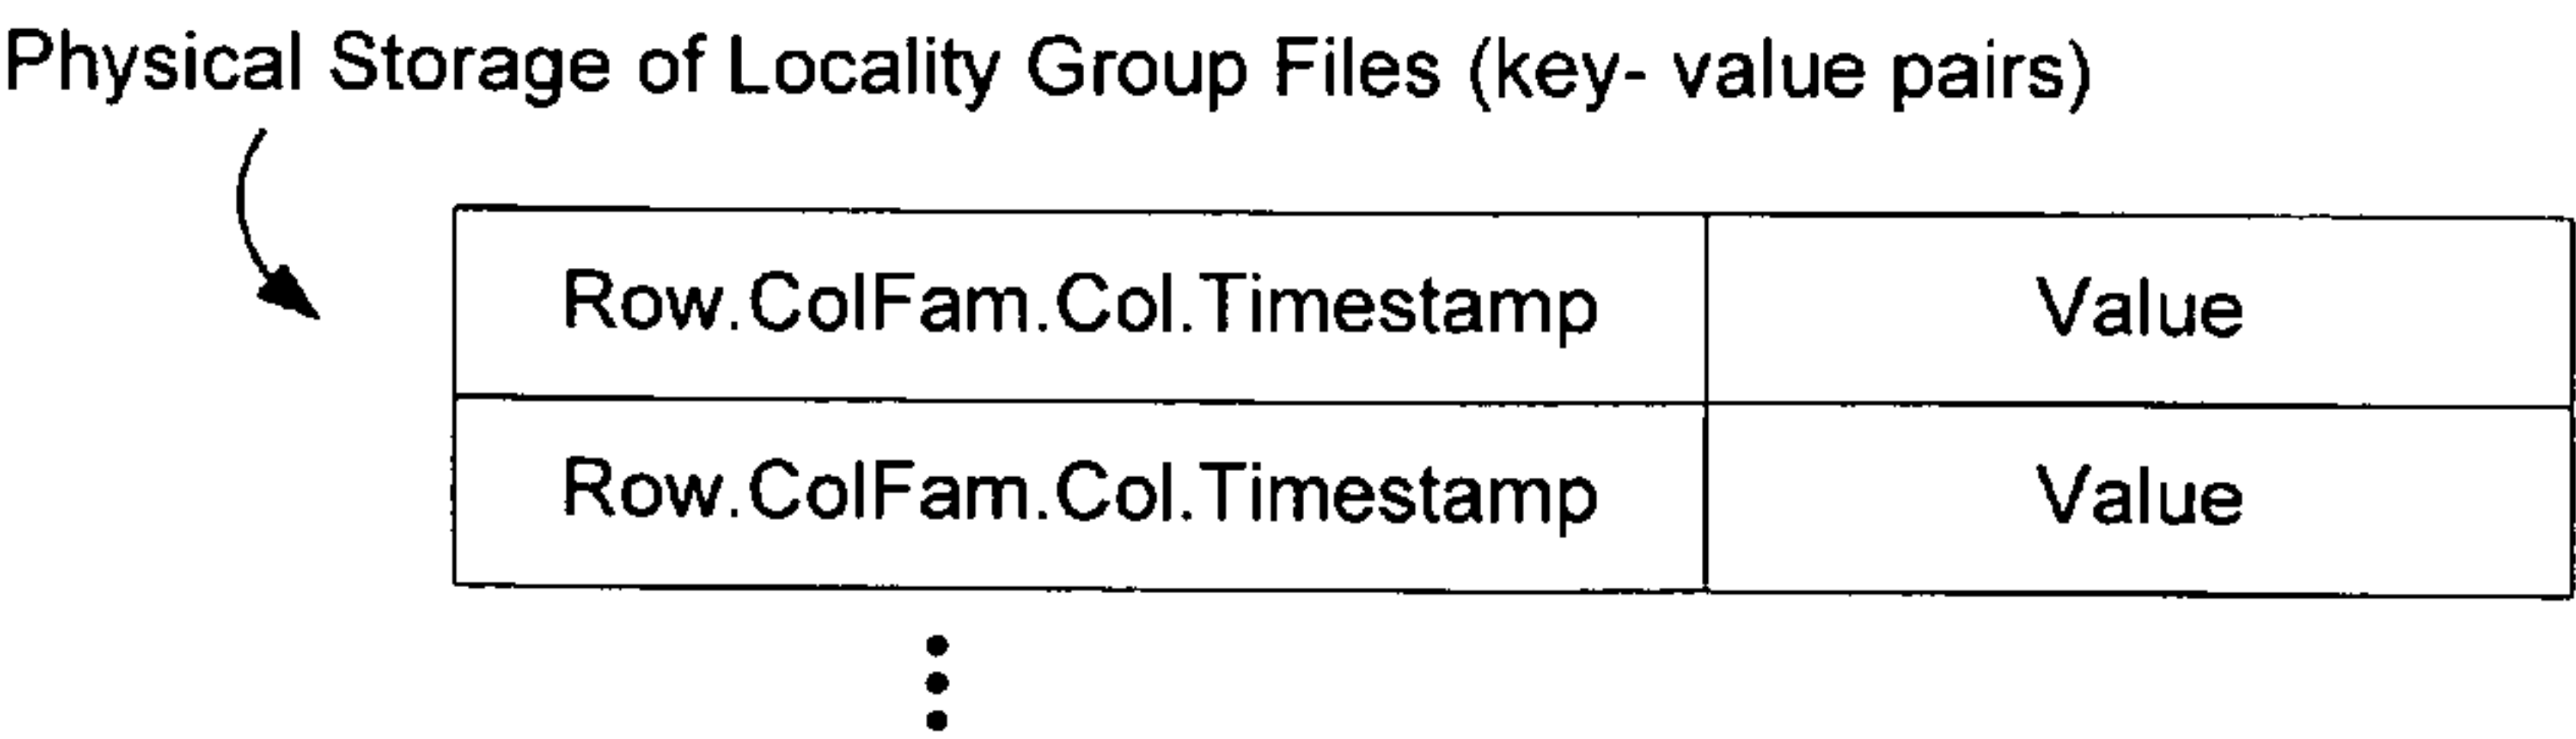 Physical Storage of Locality Group Files (key- value pairs)
Row.ColFam.Col.Timestamp Value
Row.ColFam.Col.Timestamp Value